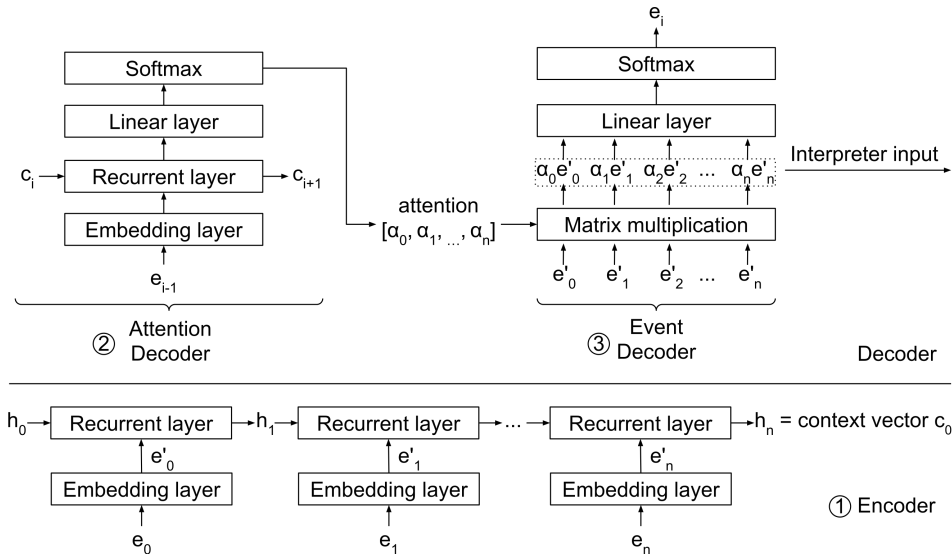 e_i
Softmax
Softmax
Linear layer
Linear layer
c_i
Recurrent layer
c_{i+1}
α_0e'_0 α_1e'_1 α_2e'_2 ... α_ne'_n
Interpreter input
attention
[α_0, α_1, ..., α_n]
Embedding layer
Matrix multiplication
e_{i-1}
e'_0 e'_1 e'_2 ... e'_n
② Attention Decoder
③ Event Decoder
Decoder
h_0
Recurrent layer
h_1
Recurrent layer
...
Recurrent layer
h_n = context vector c_0
e'_0
e'_1
e'_n
Embedding layer
Embedding layer
Embedding layer
① Encoder
e_0
e_1
e_n